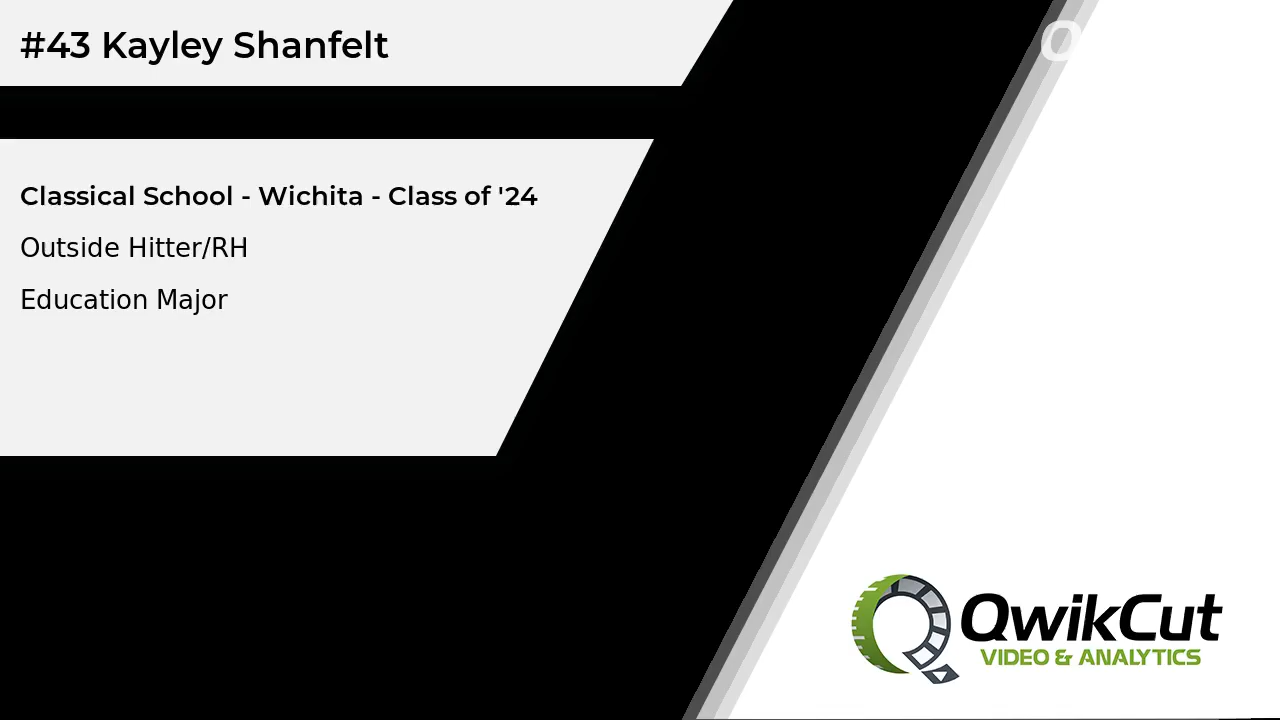 #43 Kayley Shanfelt
Classical School - Wichita - Class of '24
Outside Hitter/RH
Education Major
QwikCut
VIDEO & ANALYTICS